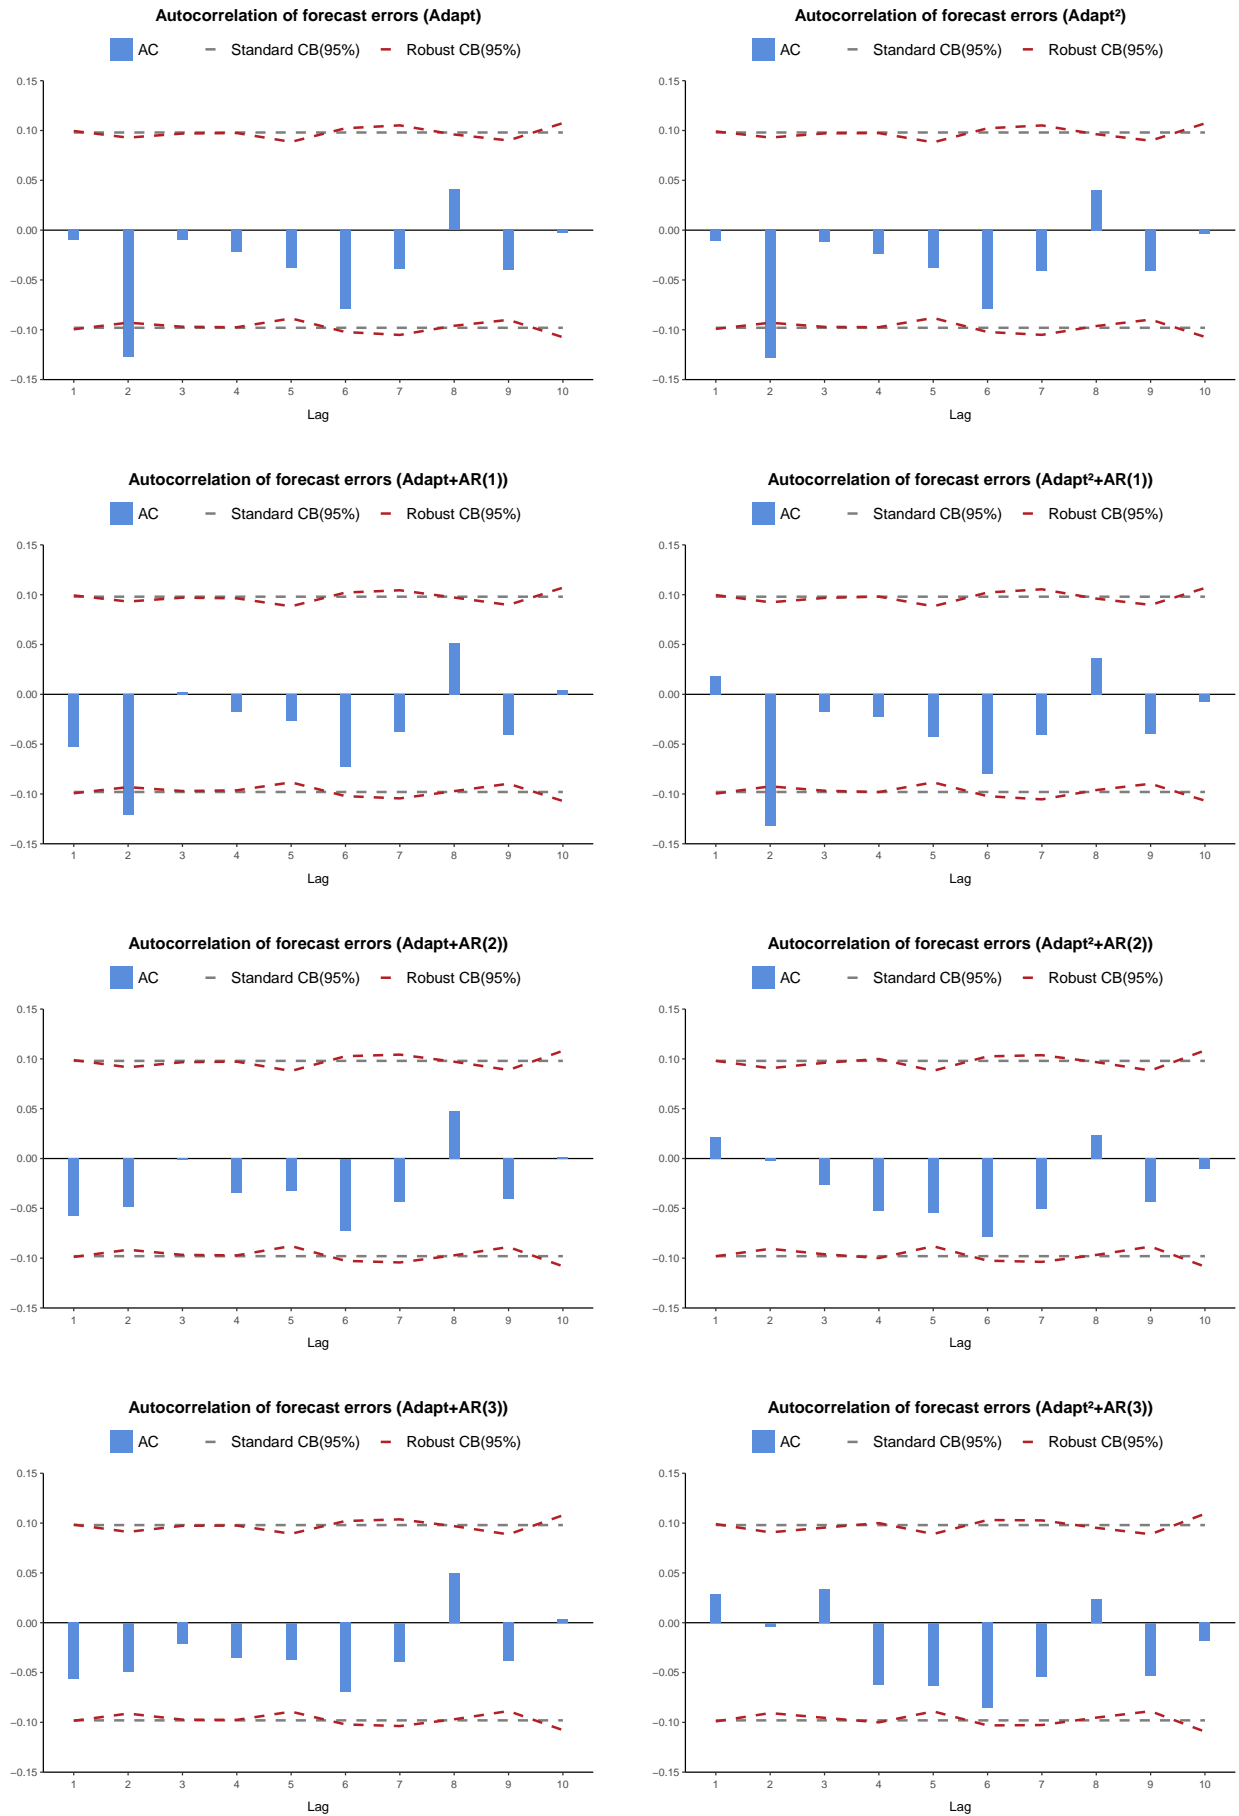 Autocorrelation of forecast errors (Adapt)
AC Standard CB(95%) Robust CB(95%)
0.15
0.10
0.05
0.00
−0.05
−0.10
−0.15
1 2 3 4 5 6 7 8 9 10
Lag
Autocorrelation of forecast errors (Adapt²)
AC Standard CB(95%) Robust CB(95%)
0.15
0.10
0.05
0.00
−0.05
−0.10
−0.15
1 2 3 4 5 6 7 8 9 10
Lag
Autocorrelation of forecast errors (Adapt+AR(1))
AC Standard CB(95%) Robust CB(95%)
0.15
0.10
0.05
0.00
−0.05
−0.10
−0.15
1 2 3 4 5 6 7 8 9 10
Lag
Autocorrelation of forecast errors (Adapt²+AR(1))
AC Standard CB(95%) Robust CB(95%)
0.15
0.10
0.05
0.00
−0.05
−0.10
−0.15
1 2 3 4 5 6 7 8 9 10
Lag
Autocorrelation of forecast errors (Adapt+AR(2))
AC Standard CB(95%) Robust CB(95%)
0.15
0.10
0.05
0.00
−0.05
−0.10
−0.15
1 2 3 4 5 6 7 8 9 10
Lag
Autocorrelation of forecast errors (Adapt²+AR(2))
AC Standard CB(95%) Robust CB(95%)
0.15
0.10
0.05
0.00
−0.05
−0.10
−0.15
1 2 3 4 5 6 7 8 9 10
Lag
Autocorrelation of forecast errors (Adapt+AR(3))
AC Standard CB(95%) Robust CB(95%)
0.15
0.10
0.05
0.00
−0.05
−0.10
−0.15
1 2 3 4 5 6 7 8 9 10
Lag
Autocorrelation of forecast errors (Adapt²+AR(3))
AC Standard CB(95%) Robust CB(95%)
0.15
0.10
0.05
0.00
−0.05
−0.10
−0.15
1 2 3 4 5 6 7 8 9 10
Lag